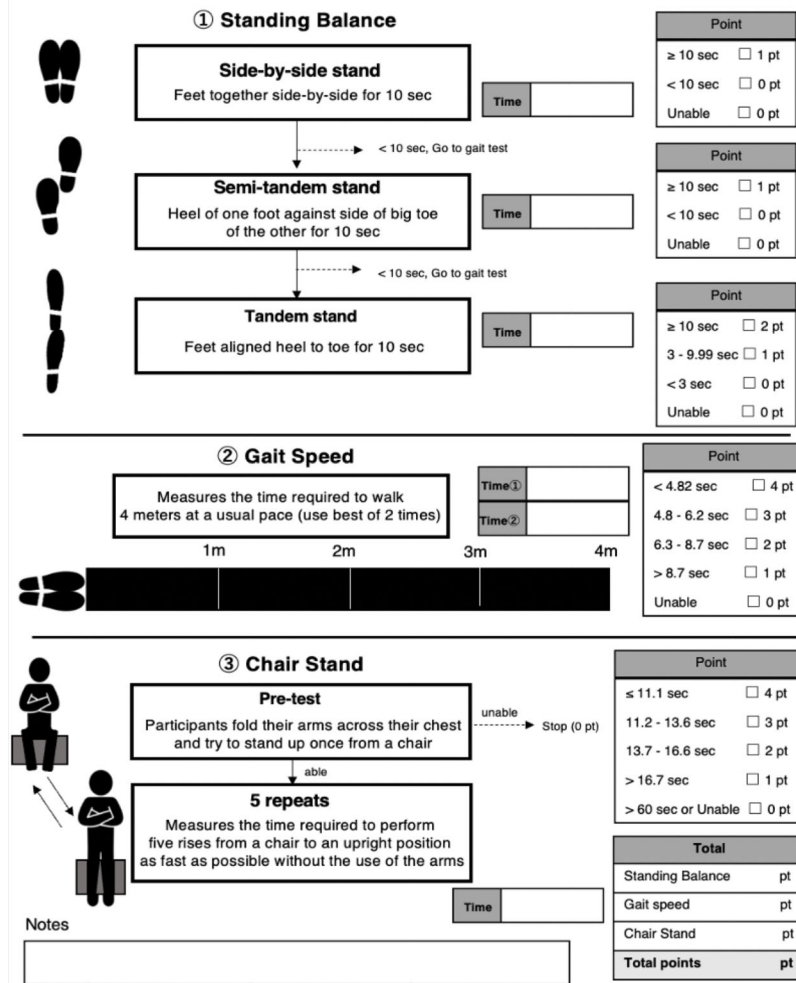 ① Standing Balance
Side-by-side stand
Feet together side-by-side for 10 sec
Time
Point
≥ 10 sec ☐ 1 pt
< 10 sec ☐ 0 pt
Unable ☐ 0 pt
< 10 sec, Go to gait test
Semi-tandem stand
Heel of one foot against side of big toe
of the other for 10 sec
Time
Point
≥ 10 sec ☐ 1 pt
< 10 sec ☐ 0 pt
Unable ☐ 0 pt
< 10 sec, Go to gait test
Tandem stand
Feet aligned heel to toe for 10 sec
Time
Point
≥ 10 sec ☐ 2 pt
3 - 9.99 sec ☐ 1 pt
< 3 sec ☐ 0 pt
Unable ☐ 0 pt
② Gait Speed
Measures the time required to walk
4 meters at a usual pace (use best of 2 times)
Time①
Time②
1m 2m 3m 4m
Point
< 4.82 sec ☐ 4 pt
4.8 - 6.2 sec ☐ 3 pt
6.3 - 8.7 sec ☐ 2 pt
> 8.7 sec ☐ 1 pt
Unable ☐ 0 pt
③ Chair Stand
Pre-test
Participants fold their arms across their chest
and try to stand up once from a chair
unable
Stop (0 pt)
able
5 repeats
Measures the time required to perform
five rises from a chair to an upright position
as fast as possible without the use of the arms
Time
Point
≤ 11.1 sec ☐ 4 pt
11.2 - 13.6 sec ☐ 3 pt
13.7 - 16.6 sec ☐ 2 pt
> 16.7 sec ☐ 1 pt
> 60 sec or Unable ☐ 0 pt
Total
Standing Balance pt
Gait speed pt
Chair Stand pt
Total points pt
Notes